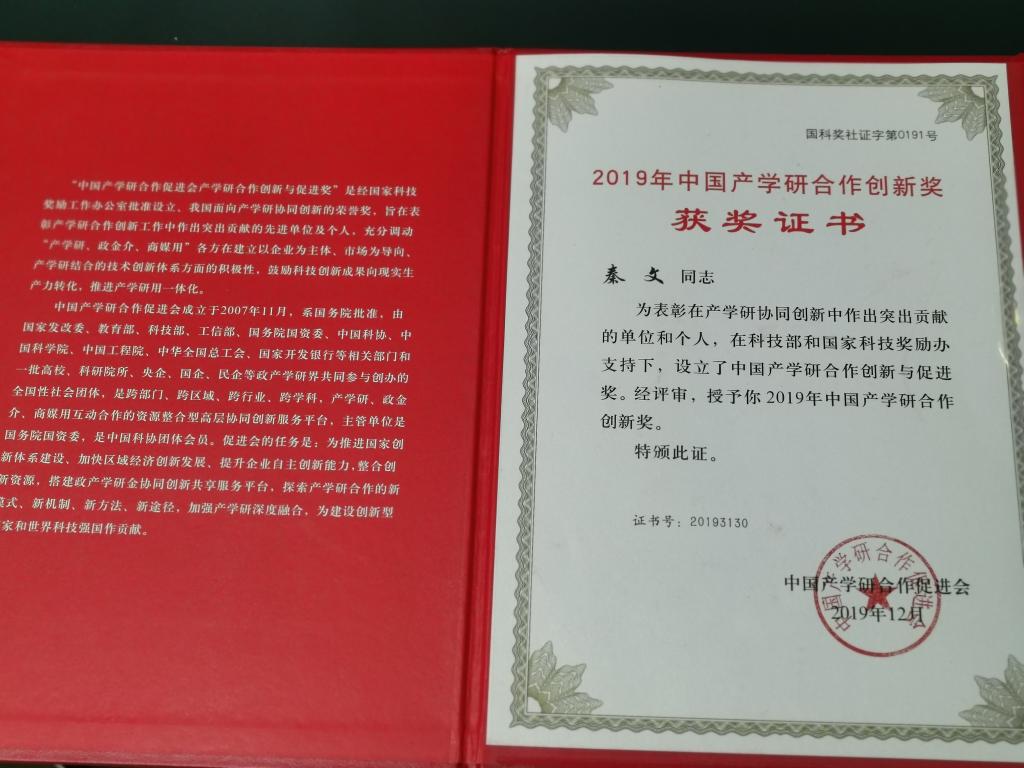 “中国产学研合作促进会产学研合作创新与促进奖”是经国家科技
奖励工作办公室批准设立、我国面向产学研协同创新的荣誉奖，旨在表
彰产学研合作创新工作中作出突出贡献的先进单位及个人，充分调动
“产学研、政金介、商媒用”各方在建立以企业为主体、市场为导向、
产学研结合的技术创新体系方面的积极性，鼓励科技创新成果向现实生
产力转化，推进产学研用一体化。
中国产学研合作促进会成立于2007年11月，系国务院批准，由
国家发改委、教育部、科技部、工信部、国务院国资委、中国科协、中
国科学院、中国工程院、中华全国总工会、国家开发银行等相关部门和
一批高校、科研院所、央企、国企、民企等政产学研界共同参与创办的
全国性社会团体，是跨部门、跨区域、跨行业、跨学科，产学研、政金
介、商媒用互动合作的资源整合型高层协同创新服务平台，主管单位是
国务院国资委，是中国科协团体会员。促进会的任务是：为推进国家创
新体系建设、加快区域经济创新发展、提升企业自主创新能力，整合创
新资源，搭建政产学研金协同创新共享服务平台，探索产学研合作的新
模式、新机制、新方法、新途径，加强产学研深度融合，为建设创新型
家和世界科技强国作贡献。
国科奖社证字第0191号
2019年中国产学研合作创新奖
获奖证书
秦文 同志
为表彰在产学研协同创新中作出突出贡献
的单位和个人，在科技部和国家科技奖励办
支持下，设立了中国产学研合作创新与促进
奖。经评审，授予你2019年中国产学研合作
创新奖。
特颁此证。
证书号：20193130
中国产学研合作促进会
2019年12月
中国产学研合作促进会